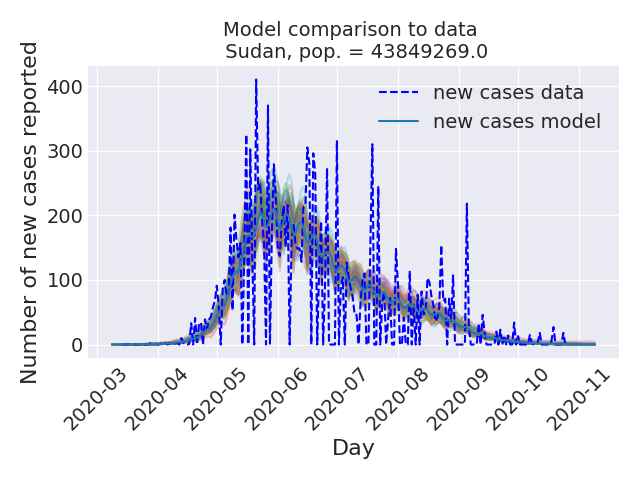 Model comparison to data
Sudan, pop. = 43849269.0
Number of new cases reported
400
300
200
100
0
new cases data
new cases model
2020-03
2020-04
2020-05
2020-06
2020-07
2020-08
2020-09
2020-10
2020-11
Day